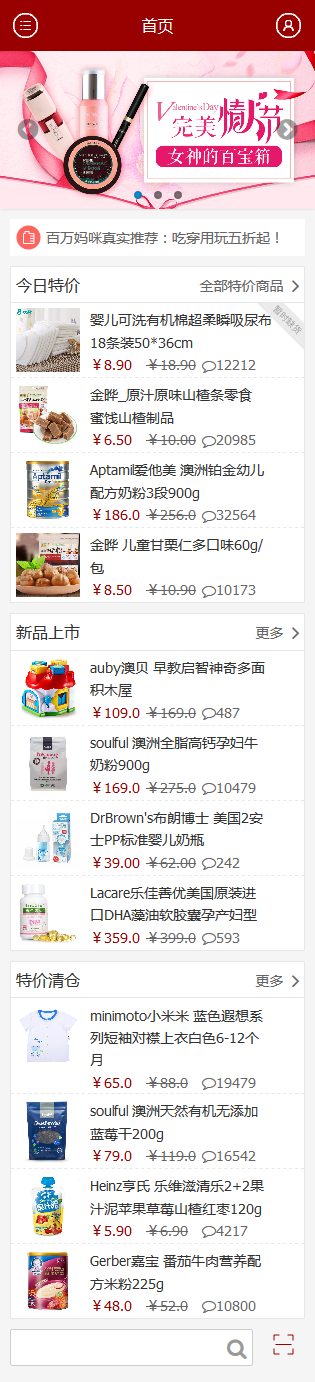 首页
Valentine'sDay
完美情人节
女神的百宝箱
百万妈咪真实推荐：吃穿用玩五折起！
今日特价 全部特价商品
暂时缺货
婴儿可洗有机棉超柔瞬吸尿布
18条装50*36cm
￥8.90 ￥18.90 12212
金晔_原汁原味山楂条零食
蜜饯山楂制品
￥6.50 ￥10.00 20985
Aptamil爱他美 澳洲铂金幼儿
配方奶粉3段900g
￥186.0 ￥256.0 32564
金晔 儿童甘栗仁多口味60g/
包
￥8.50 ￥10.90 10173
新品上市 更多
auby澳贝 早教启智神奇多面
积木屋
￥109.0 ￥169.0 487
soulful 澳洲全脂高钙孕妇牛
奶粉900g
￥169.0 ￥275.0 10479
DrBrown's布朗博士 美国2安
士PP标准婴儿奶瓶
￥39.00 ￥62.00 242
Lacare乐佳善优美国原装进
口DHA藻油软胶囊孕产妇型
￥359.0 ￥399.0 593
特价清仓 更多
minimoto小米米 蓝色遐想系
列短袖对襟上衣白色6-12个
月
￥65.0 ￥88.0 19479
soulful 澳洲天然有机无添加
蓝莓干200g
￥79.0 ￥119.0 16542
Heinz亨氏 乐维滋清乐2+2果
汁泥苹果草莓山楂红枣120g
￥5.90 ￥6.90 4217
Gerber嘉宝 番茄牛肉营养配
方米粉225g
￥48.0 ￥52.0 10800